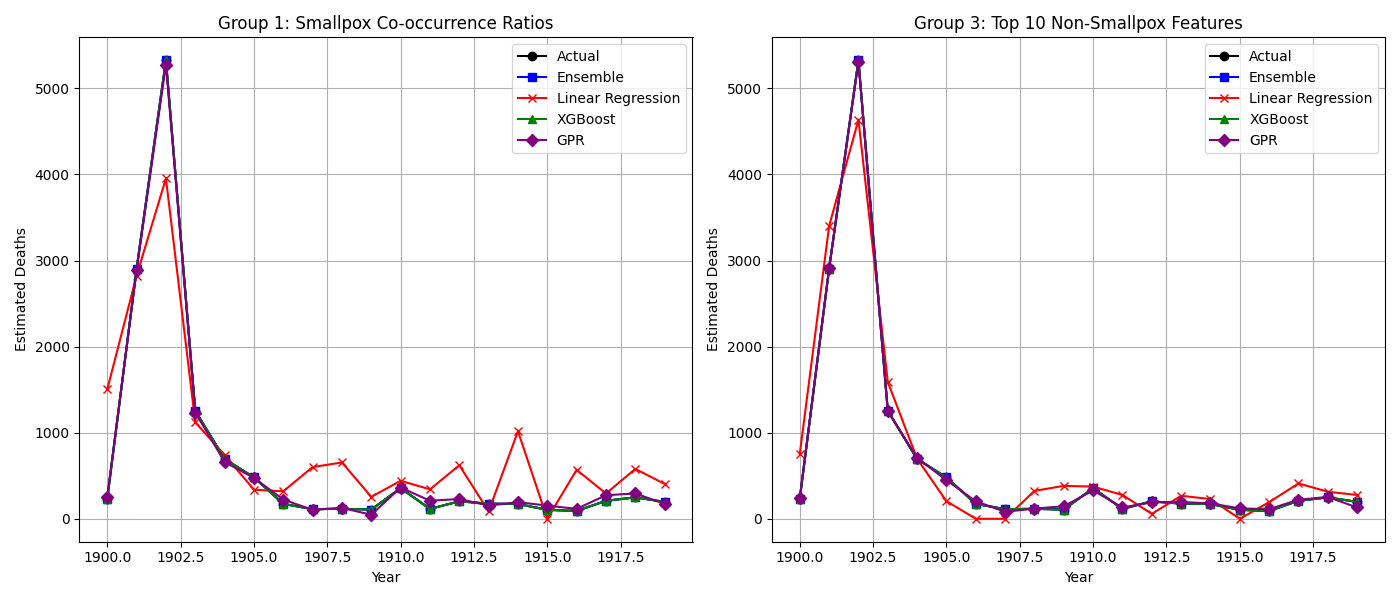 Group 1: Smallpox Co-occurrence Ratios
Actual
Ensemble
Linear Regression
XGBoost
GPR
Estimated Deaths
5000
4000
3000
2000
1000
0
1900.0 1902.5 1905.0 1907.5 1910.0 1912.5 1915.0 1917.5
Year
Group 3: Top 10 Non-Smallpox Features
Actual
Ensemble
Linear Regression
XGBoost
GPR
Estimated Deaths
5000
4000
3000
2000
1000
0
1900.0 1902.5 1905.0 1907.5 1910.0 1912.5 1915.0 1917.5
Year